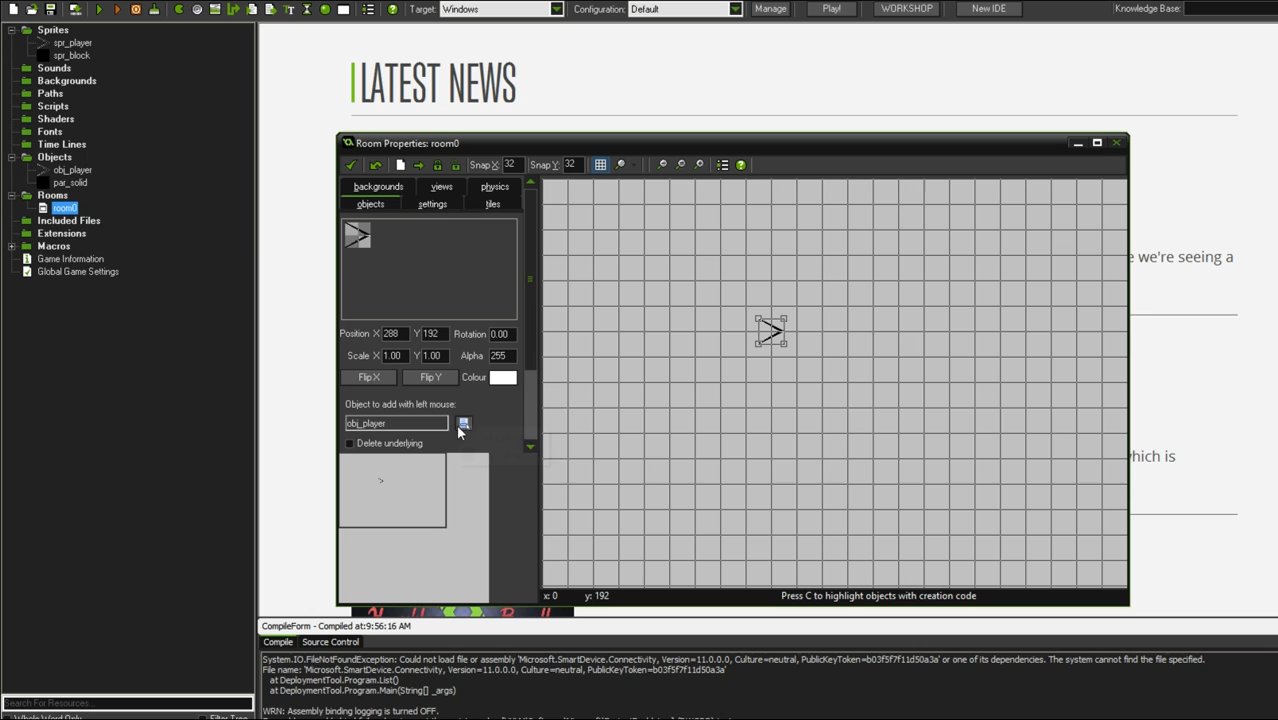 Target: Windows Configuration: Default Manage Play! WORKSHOP New IDE Knowledge Base:
Sprites
spr_player
spr_block
Sounds
Backgrounds
Paths
Scripts
Shaders
Fonts
Time Lines
Objects
obj_player
par_solid
Rooms
room0
Included Files
Extensions
Macros
Game Information
Global Game Settings
Search For Resources...
Whole Word Only Filter Tree
LATEST NEWS
e we're seeing a
which is
Room Properties: room0
Snap X: 32 Snap Y: 32
backgrounds views physics
objects settings tiles
Position X 288 Y 192 Rotation 0.00
Scale X 1.00 Y 1.00 Alpha 255
Flip X Flip Y Colour
Object to add with left mouse:
obj_player
Delete underlying
x: 0 y: 192 Press C to highlight objects with creation code
CompileForm - Compiled at:9:56:16 AM
Compile Source Control
System.IO.FileNotFoundException: Could not load file or assembly 'Microsoft.SmartDevice.Connectivity, Version=11.0.0.0, Culture=neutral, PublicKeyToken=b03f5f7f11d50a3a' or one of its dependencies. The system cannot find the file specified.
File name: 'Microsoft.SmartDevice.Connectivity, Version=11.0.0.0, Culture=neutral, PublicKeyToken=b03f5f7f11d50a3a'
at DeploymentTool.Program.List()
at DeploymentTool.Program.Main(String[] _args)
WRN: Assembly binding logging is turned OFF.